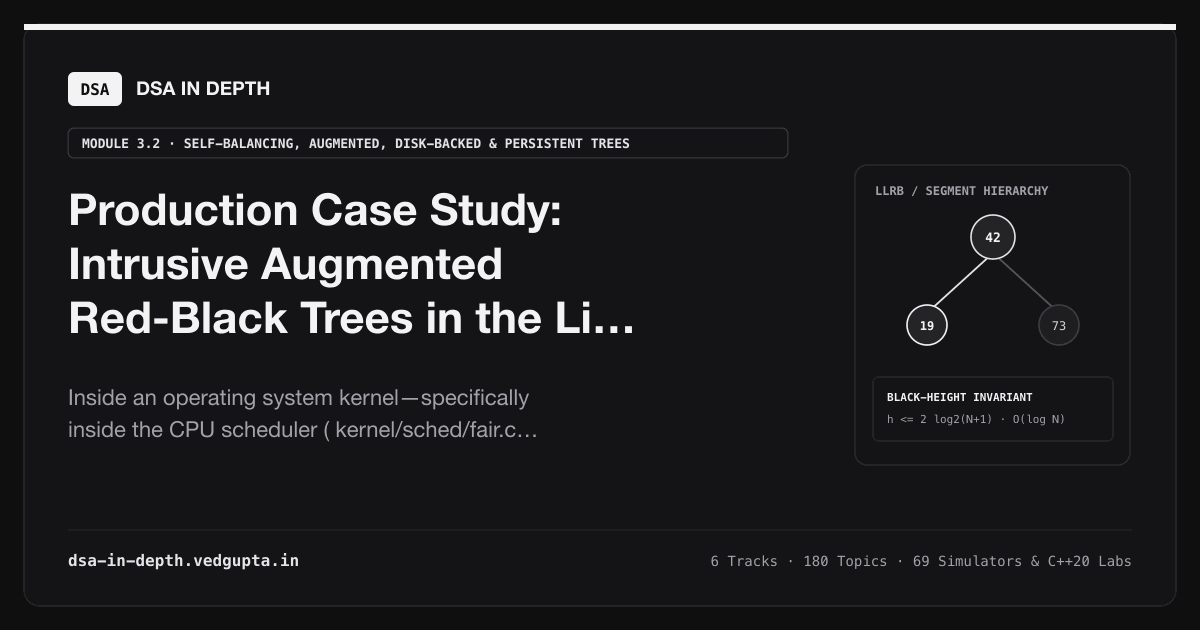 DSA DSA IN DEPTH
MODULE 3.2 · SELF-BALANCING, AUGMENTED, DISK-BACKED & PERSISTENT TREES
Production Case Study:
Intrusive Augmented
Red-Black Trees in the Li…
Inside an operating system kernel—specifically
inside the CPU scheduler ( kernel/sched/fair.c…
LLRB / SEGMENT HIERARCHY
42
19
73
BLACK-HEIGHT INVARIANT
h <= 2 log2(N+1) · O(log N)
dsa-in-depth.vedgupta.in
6 Tracks · 180 Topics · 69 Simulators & C++20 Labs